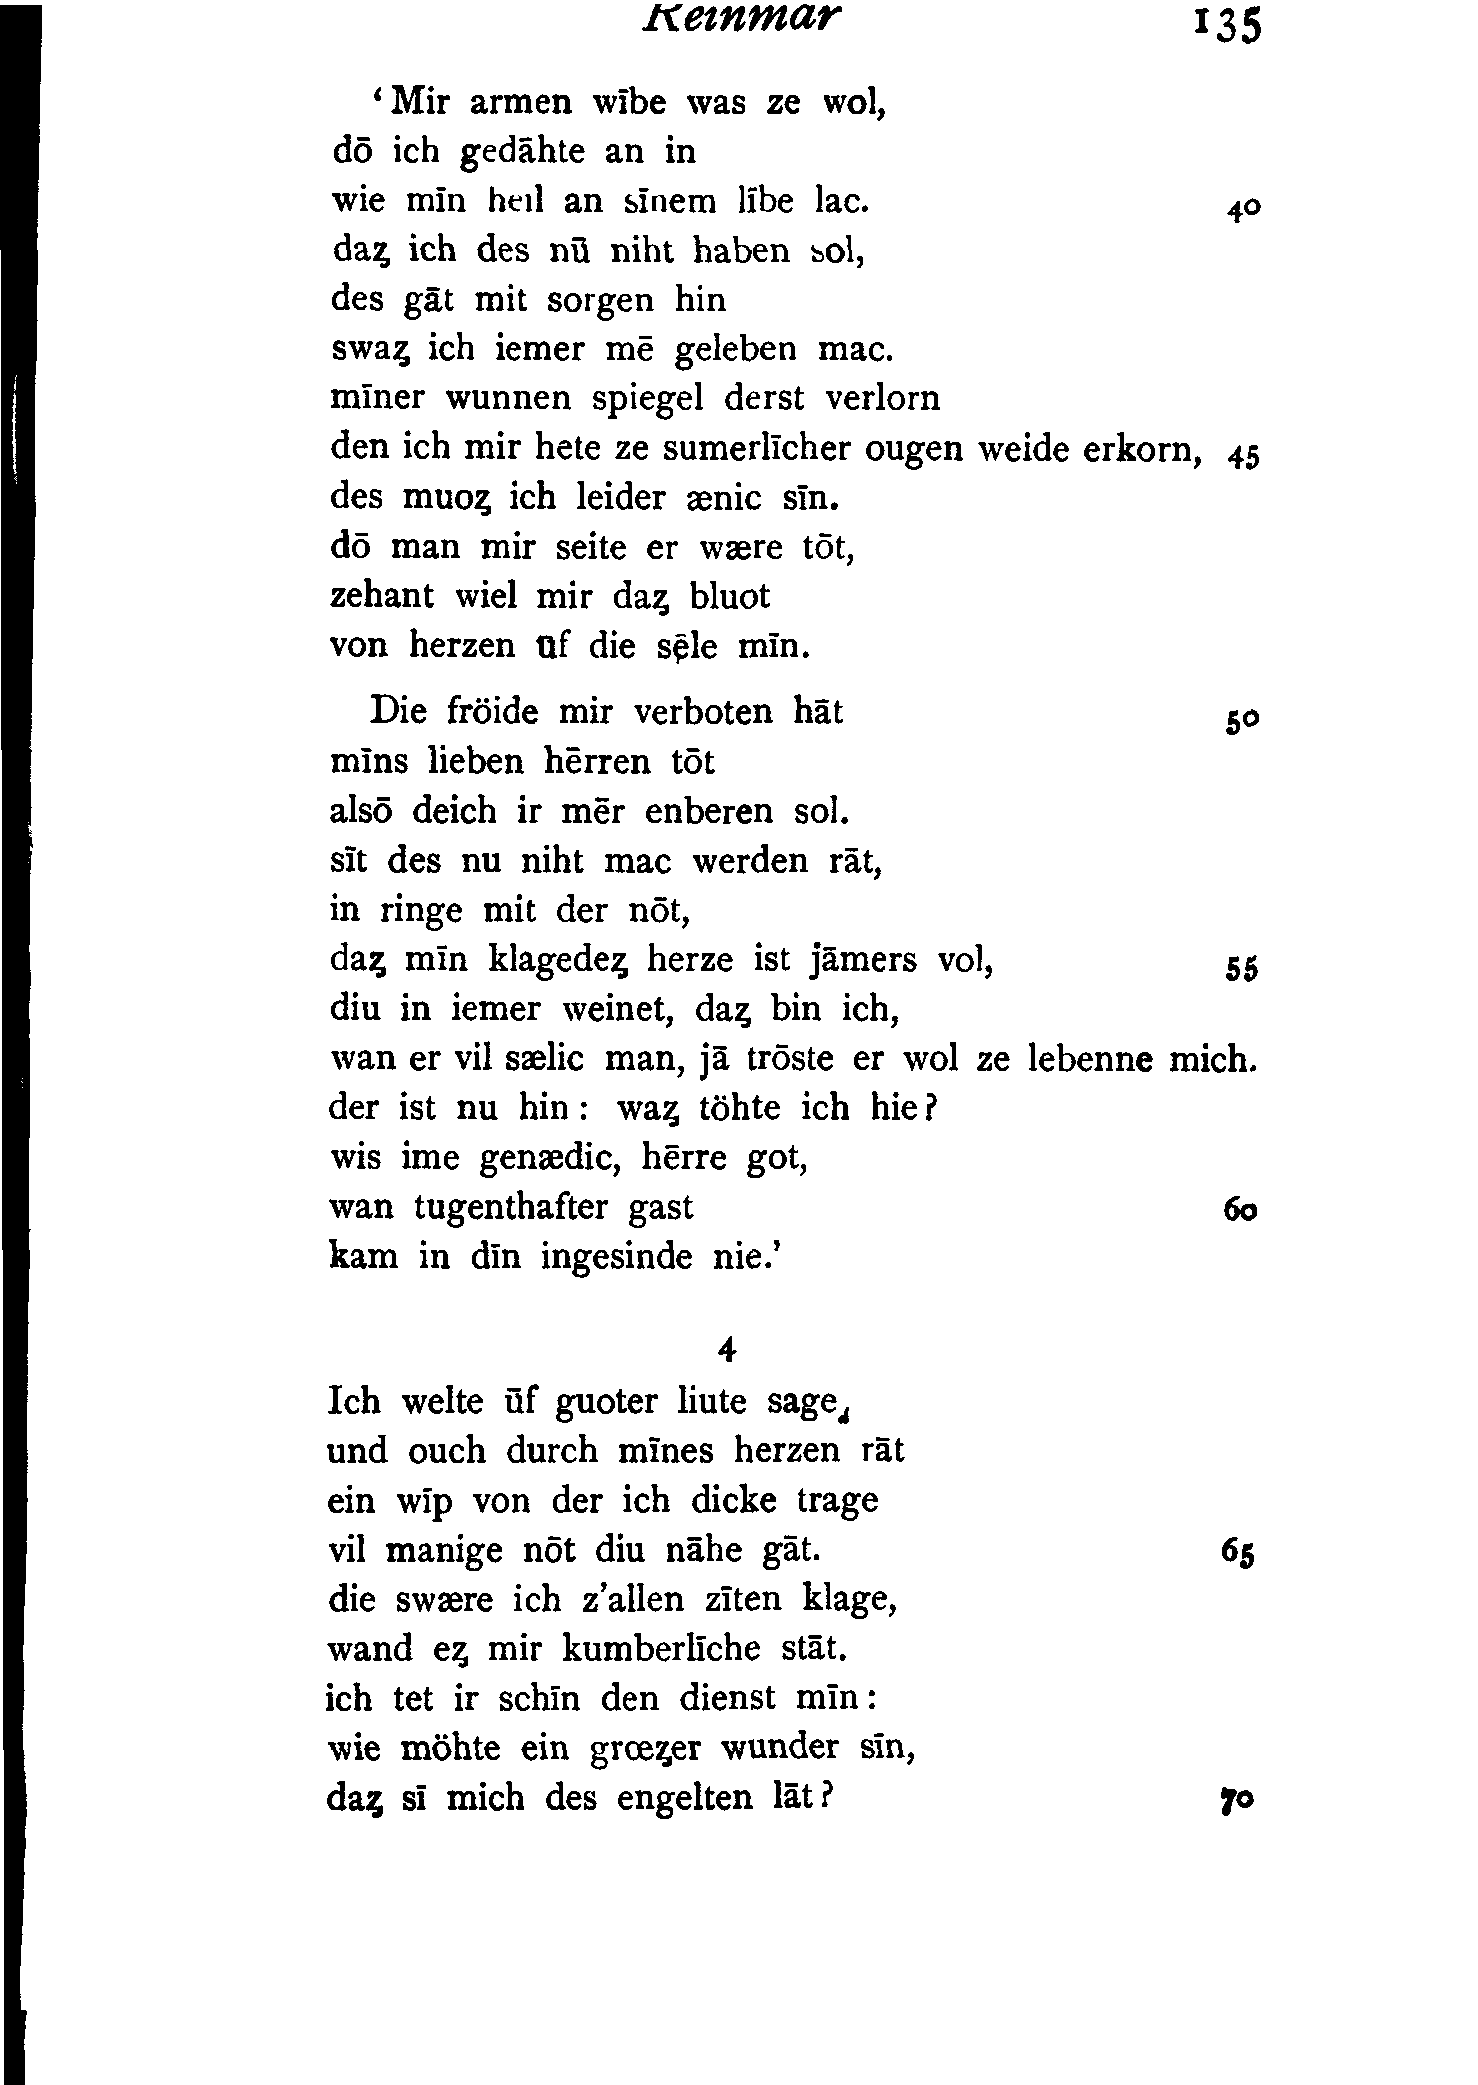 Reinmar 135
‘Mir armen wībe was ze wol,
dō ich gedāhte an in
wie mīn heil an sīnem lībe lac. 40
daȥ ich des nū niht haben sol,
des gāt mit sorgen hin
swaȥ ich iemer mē geleben mac.
mīner wunnen spiegel derst verlorn
den ich mir hete ze sumerlīcher ougen weide erkorn, 45
des muoȥ ich leider ænic sīn.
dō man mir seite er wære tōt,
zehant wiel mir daȥ bluot
von herzen ūf die sēle mīn.
Die fröide mir verboten hāt 50
mīns lieben hērren tōt
alsō deich ir mēr enberen sol.
sīt des nu niht mac werden rāt,
in ringe mit der nōt,
daȥ mīn klagedeȥ herze ist jāmers vol, 55
diu in iemer weinet, daȥ bin ich,
wan er vil sælic man, jā trōste er wol ze lebenne mich.
der ist nu hin: waȥ töhte ich hie?
wis ime genædic, hērre got,
wan tugenthafter gast 60
kam in dīn ingesinde nie.’
4
Ich welte ūf guoter liute sage,
und ouch durch mīnes herzen rāt
ein wīp von der ich dicke trage
vil manige nōt diu nāhe gāt. 65
die swære ich z’allen zīten klage,
wand eȥ mir kumberlīche stāt.
ich tet ir schīn den dienst mīn:
wie möhte ein grœȥer wunder sīn,
daȥ sī mich des engelten lāt? 70